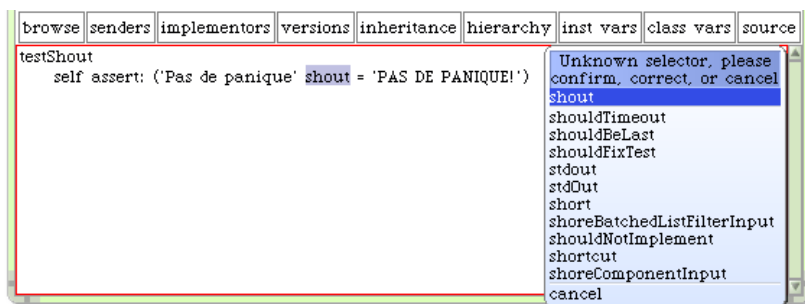 browse senders implementors versions inheritance hierarchy inst vars class vars source
testShout
self assert: ('Pas de panique' shout = 'PAS DE PANIQUE!')
Unknown selector, please
confirm, correct, or cancel
shout
shouldTimeout
shouldBeLast
shouldFixTest
stdout
stdOut
short
shoreBatchedListFilterInput
shouldNotImplement
shortcut
shoreComponentInput
cancel